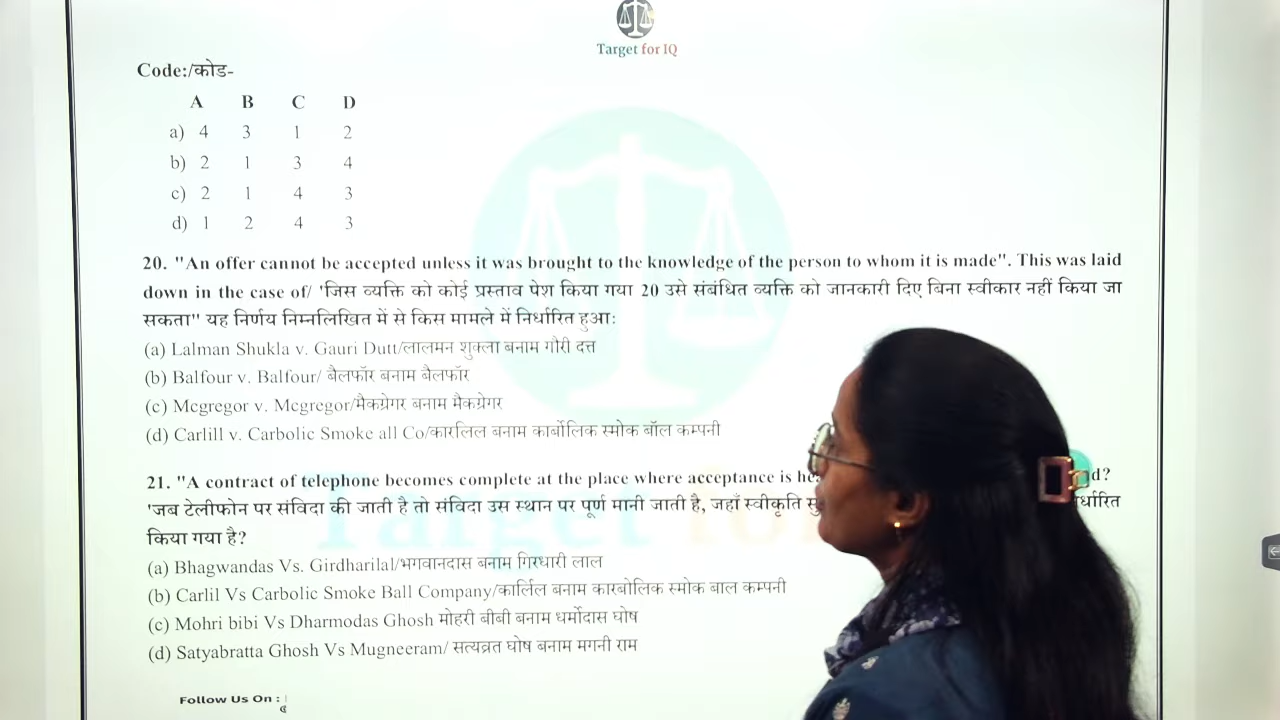 Target for IQ
Code:/कोड-
A B C D
a) 4 3 1 2
b) 2 1 3 4
c) 2 1 4 3
d) 1 2 4 3
20. "An offer cannot be accepted unless it was brought to the knowledge of the person to whom it is made". This was laid
down in the case of/ 'जिस व्यक्ति को कोई प्रस्ताव पेश किया गया 20 उसे संबंधित व्यक्ति को जानकारी दिए बिना स्वीकार नहीं किया जा
सकता" यह निर्णय निम्नलिखित में से किस मामले में निर्धारित हुआः
(a) Lalman Shukla v. Gauri Dutt/लालमन शुक्ला बनाम गौरी दत्त
(b) Balfour v. Balfour/ बैलफॉर बनाम बैलफॉर
(c) Mcgregor v. Mcgregor/मैकग्रेगर बनाम मैकग्रेगर
(d) Carlill v. Carbolic Smoke all Co/कारलिल बनाम कार्बोलिक स्मोक बॉल कम्पनी
21. "A contract of telephone becomes complete at the place where acceptance is
'जब टेलीफोन पर संविदा की जाती है तो संविदा उस स्थान पर पूर्ण मानी जाती है, जहाँ स्वीकृति
किया गया है?
(a) Bhagwandas Vs. Girdharilal/भगवानदास बनाम गिरधारी लाल
(b) Carlil Vs Carbolic Smoke Ball Company/कार्लिल बनाम कारबोलिक स्मोक बाल कम्पनी
(c) Mohri bibi Vs Dharmodas Ghosh मोहरी बीबी बनाम धर्मोदास घोष
(d) Satyabratta Ghosh Vs Mugneeram/ सत्यव्रत घोष बनाम मगनी राम
Follow Us On :